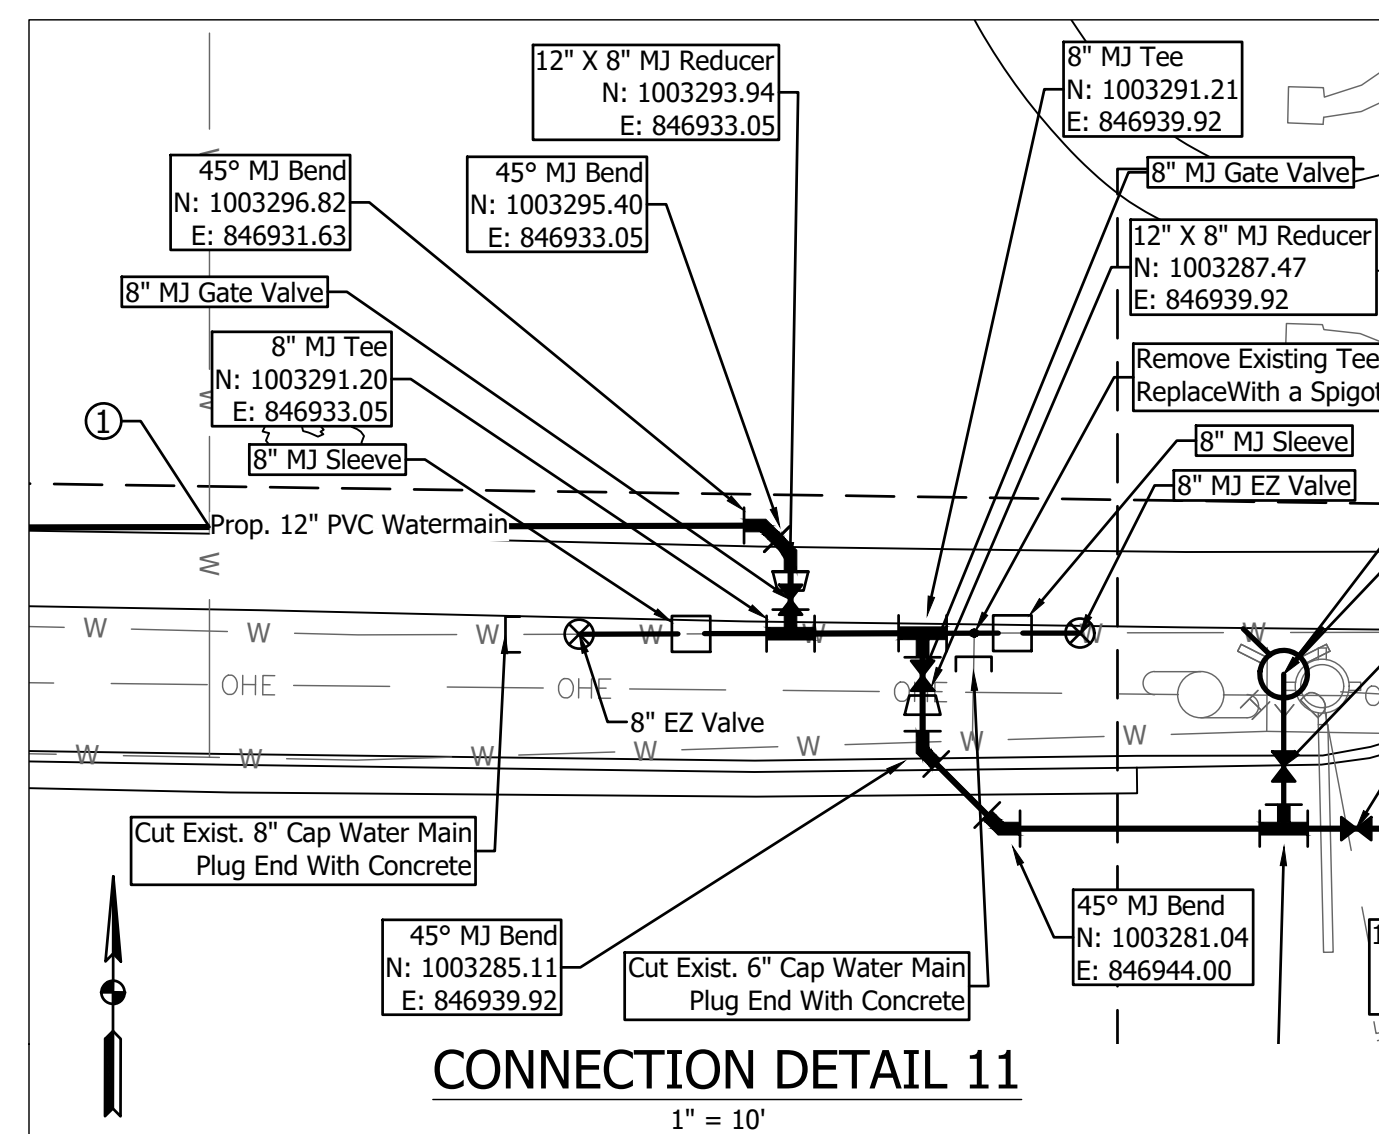 12" X 8" MJ Reducer
N: 1003293.94
E: 846933.05
8" MJ Tee
N: 1003291.21
E: 846939.92
45° MJ Bend
N: 1003296.82
E: 846931.63
45° MJ Bend
N: 1003295.40
E: 846933.05
8" MJ Gate Valve
12" X 8" MJ Reducer
N: 1003287.47
E: 846939.92
8" MJ Gate Valve
8" MJ Tee
N: 1003291.20
E: 846933.05
Remove Existing Tee
ReplaceWith a Spigot
1
8" MJ Sleeve
8" MJ Sleeve
8" MJ EZ Valve
Prop. 12" PVC Watermain
W
W
W
W
W
W
W
W
W
W
OHE
OHE
OHE
8" EZ Valve
W
W
W
W
W
W
W
Cut Exist. 8" Cap Water Main
Plug End With Concrete
45° MJ Bend
N: 1003285.11
E: 846939.92
Cut Exist. 6" Cap Water Main
Plug End With Concrete
45° MJ Bend
N: 1003281.04
E: 846944.00
1
CONNECTION DETAIL 11
1" = 10'